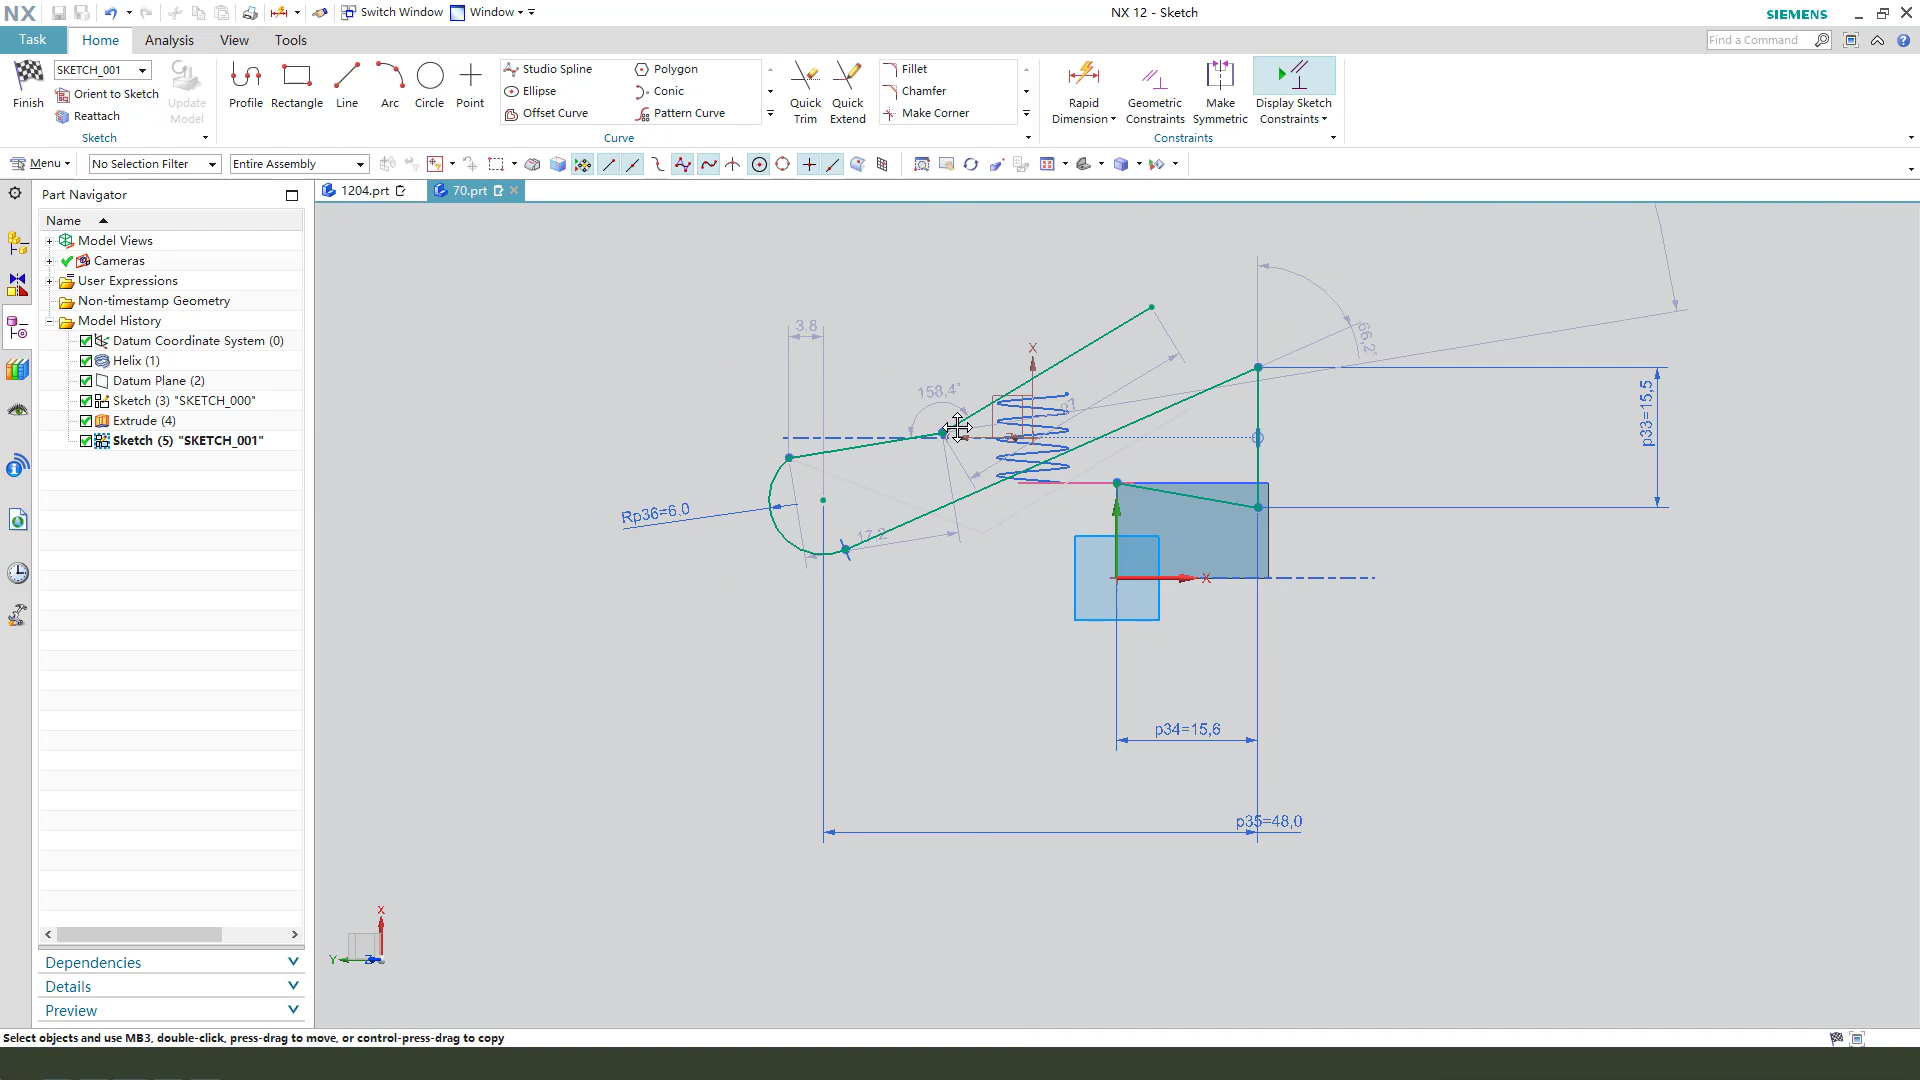 NX
Switch Window
Window
NX 12 - Sketch
SIEMENS
Task
Home
Analysis
View
Tools
Find a Command
Finish
SKETCH_001
Orient to Sketch
Reattach
Update Model
Profile
Rectangle
Line
Arc
Circle
Point
Studio Spline
Ellipse
Offset Curve
Polygon
Conic
Pattern Curve
Quick Trim
Quick Extend
Fillet
Chamfer
Make Corner
Rapid Dimension
Geometric Constraints
Make Symmetric
Display Sketch Constraints
Sketch
Curve
Constraints
Menu
No Selection Filter
Entire Assembly
Part Navigator
1204.prt
70.prt
Name
Model Views
Cameras
User Expressions
Non-timestamp Geometry
Model History
Datum Coordinate System (0)
Helix (1)
Datum Plane (2)
Sketch (3) "SKETCH_000"
Extrude (4)
Sketch (5) "SKETCH_001"
Dependencies
Details
Preview
3.8
158,4°
X
27
66,2°
p33=15,5
Rp36=6.0
17,2
X
p34=15,6
p35=48,0
X
Y
Z
Select objects and use MB3, double-click, press-drag to move, or control-press-drag to copy